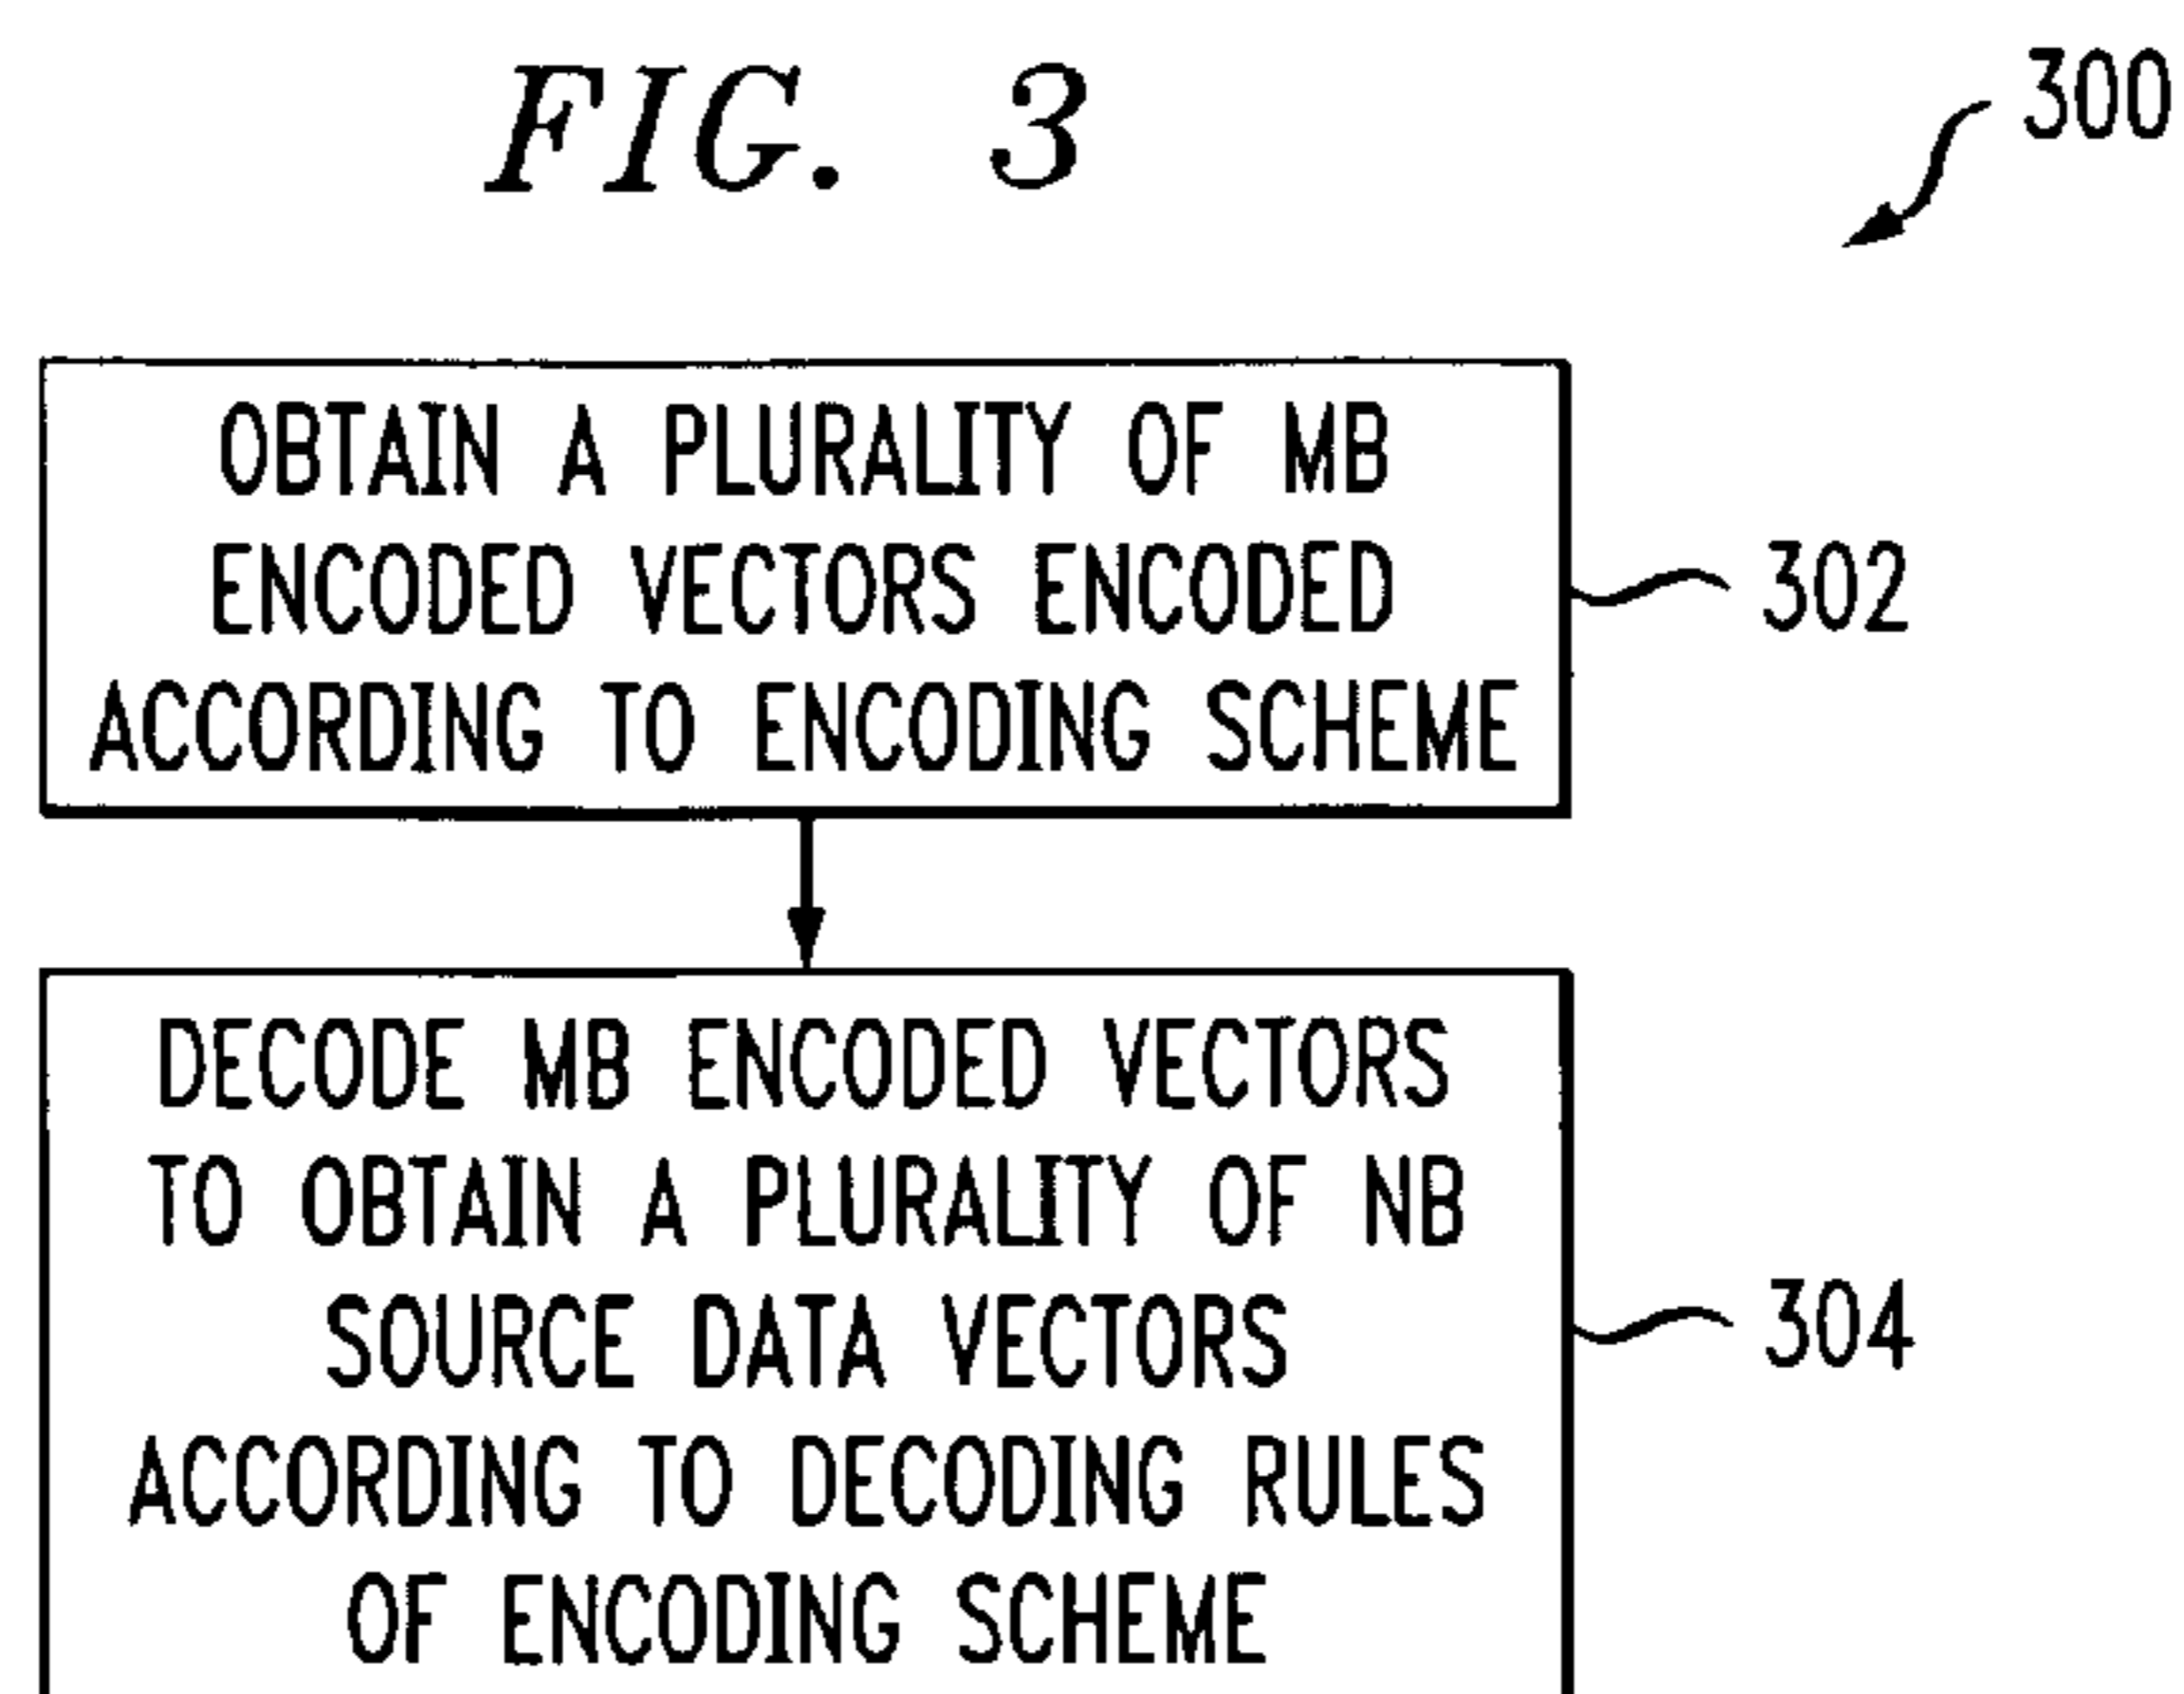 FIG. 3
300
OBTAIN A PLURALITY OF MB
ENCODED VECTORS ENCODED
ACCORDING TO ENCODING SCHEME
302
DECODE MB ENCODED VECTORS
TO OBTAIN A PLURALITY OF NB
SOURCE DATA VECTORS
ACCORDING TO DECODING RULES
OF ENCODING SCHEME
304